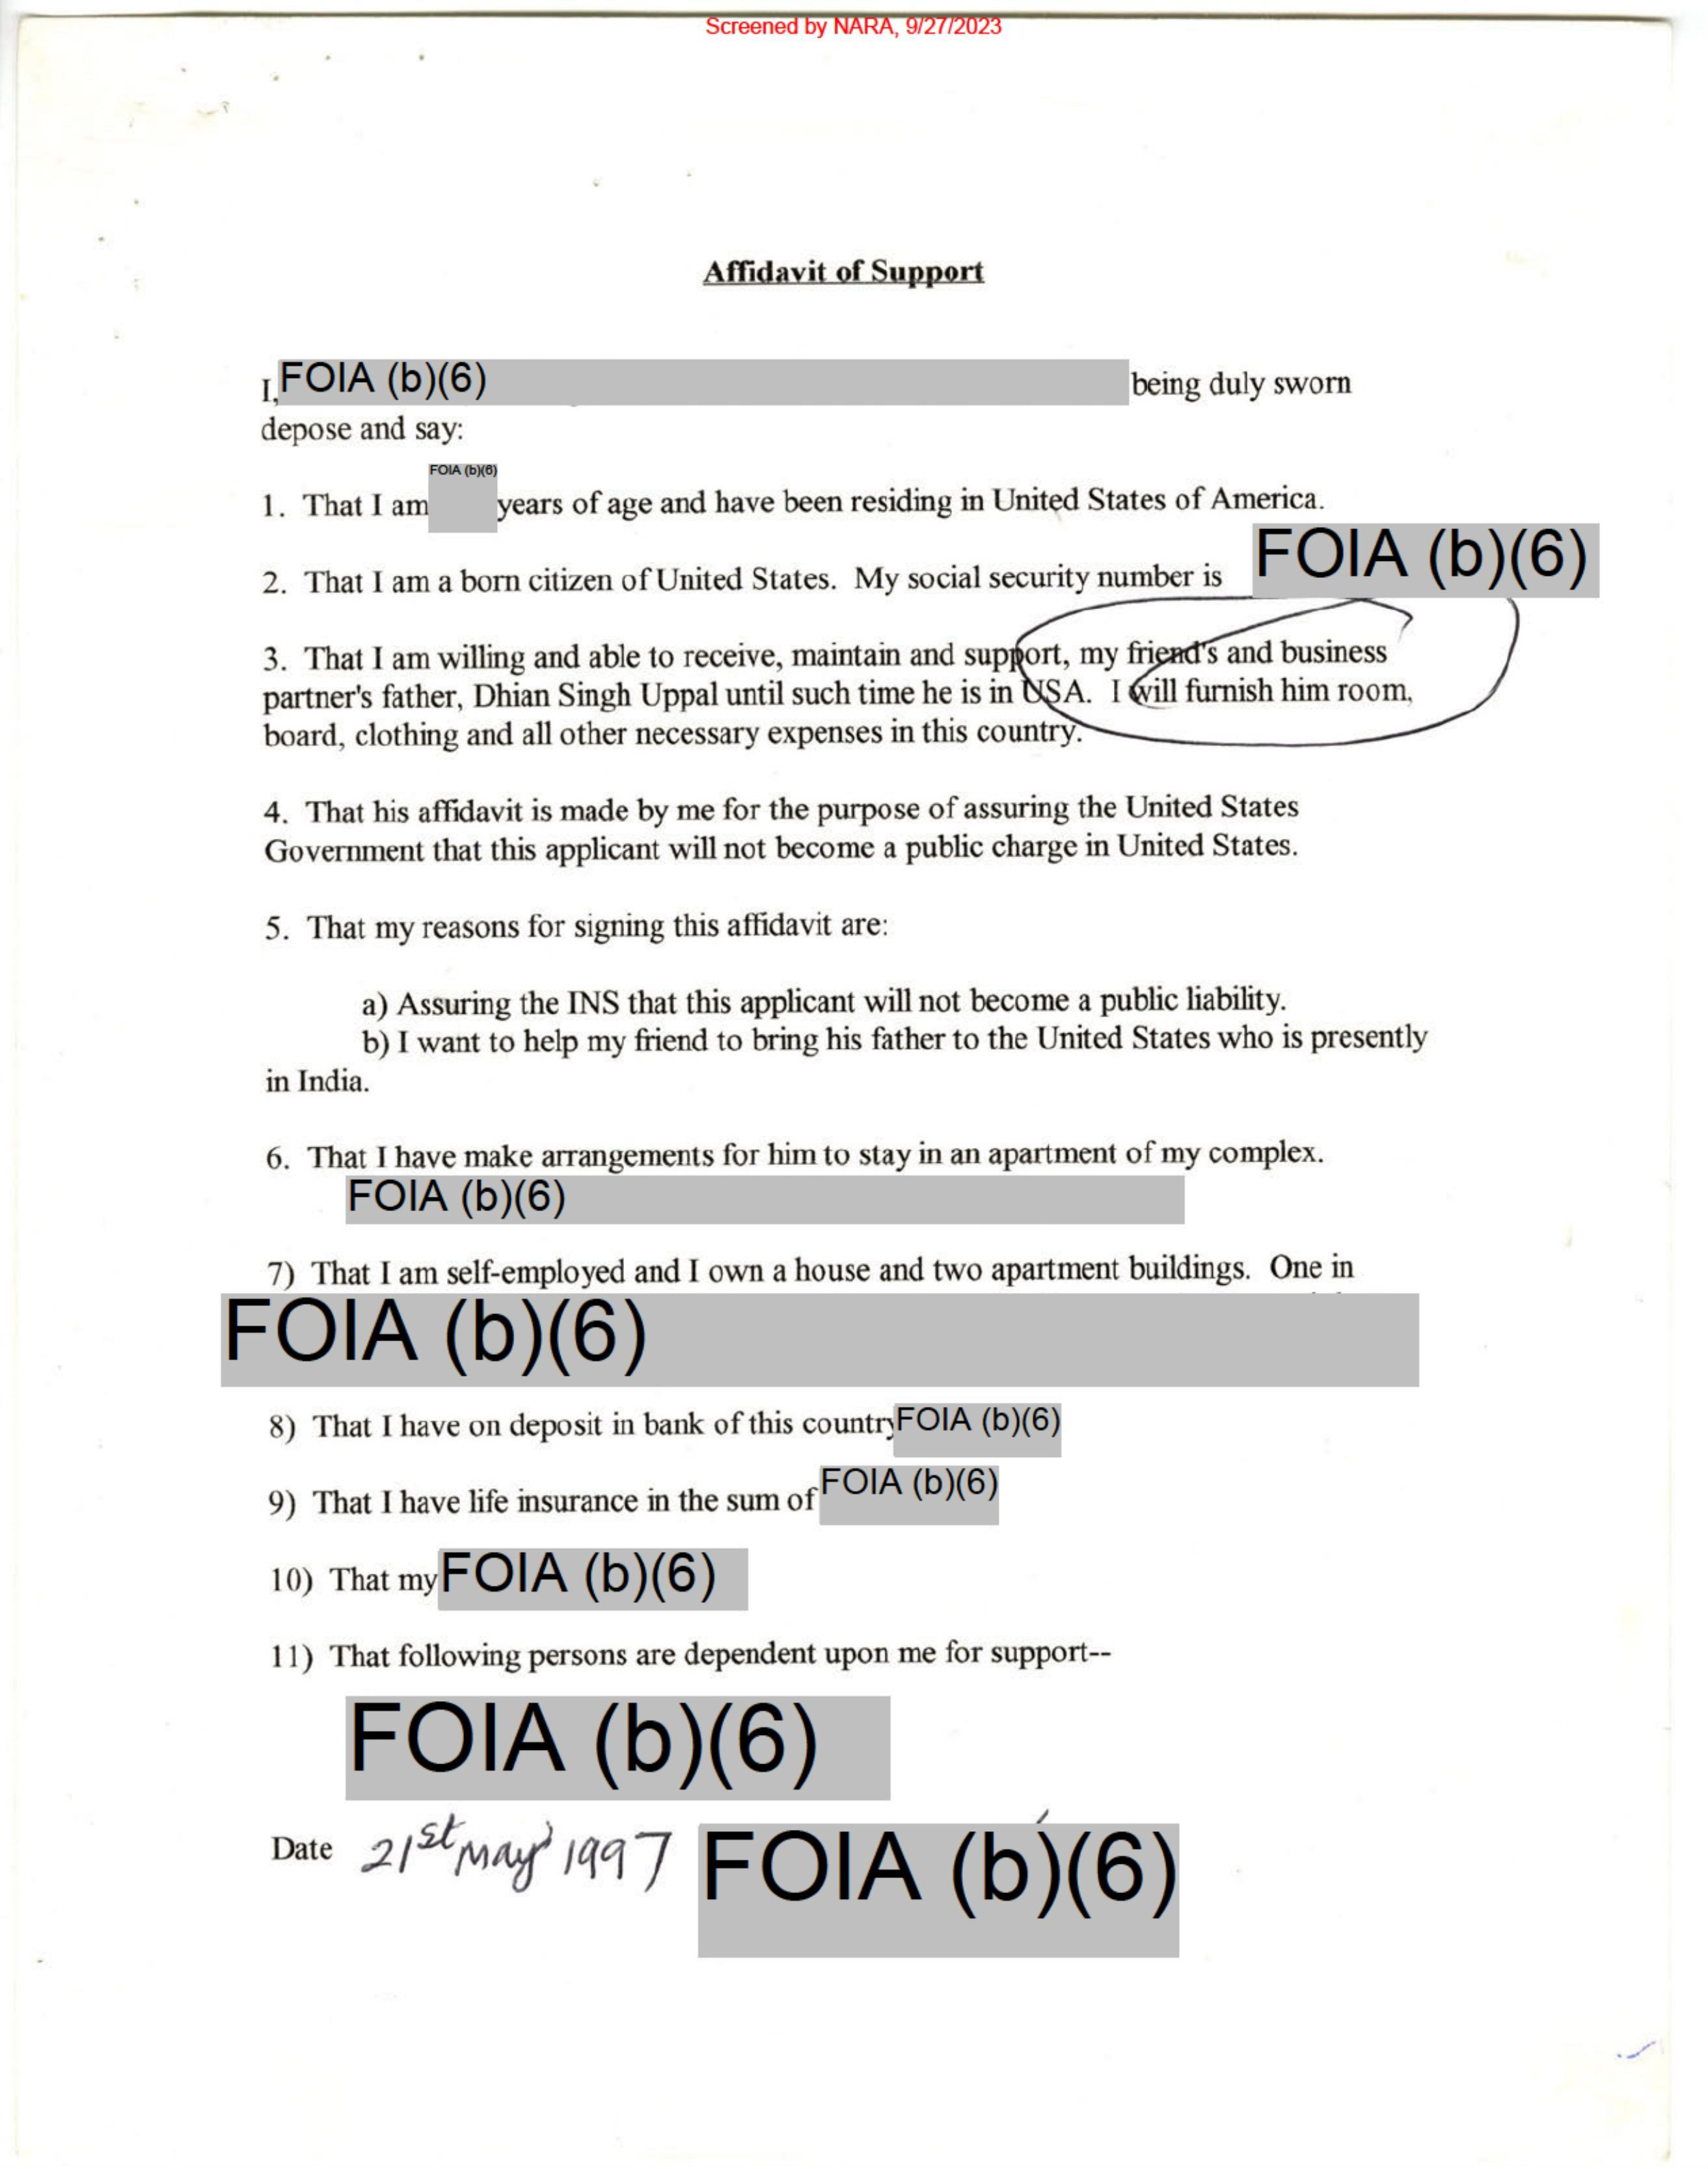 Screened by NARA, 9/27/2023
Affidavit of Support
I, FOIA (b)(6) being duly sworn
depose and say:
1. That I am FOIA (b)(6) years of age and have been residing in United States of America.
2. That I am a born citizen of United States. My social security number is FOIA (b)(6)
3. That I am willing and able to receive, maintain and support, my friend's and business
partner's father, Dhian Singh Uppal until such time he is in USA. I will furnish him room,
board, clothing and all other necessary expenses in this country.
4. That his affidavit is made by me for the purpose of assuring the United States
Government that this applicant will not become a public charge in United States.
5. That my reasons for signing this affidavit are:
a) Assuring the INS that this applicant will not become a public liability.
b) I want to help my friend to bring his father to the United States who is presently
in India.
6. That I have make arrangements for him to stay in an apartment of my complex.
FOIA (b)(6)
7) That I am self-employed and I own a house and two apartment buildings. One in
FOIA (b)(6)
8) That I have on deposit in bank of this country FOIA (b)(6)
9) That I have life insurance in the sum of FOIA (b)(6)
10) That my FOIA (b)(6)
11) That following persons are dependent upon me for support--
FOIA (b)(6)
Date 21st May 1997 FOIA (b)(6)